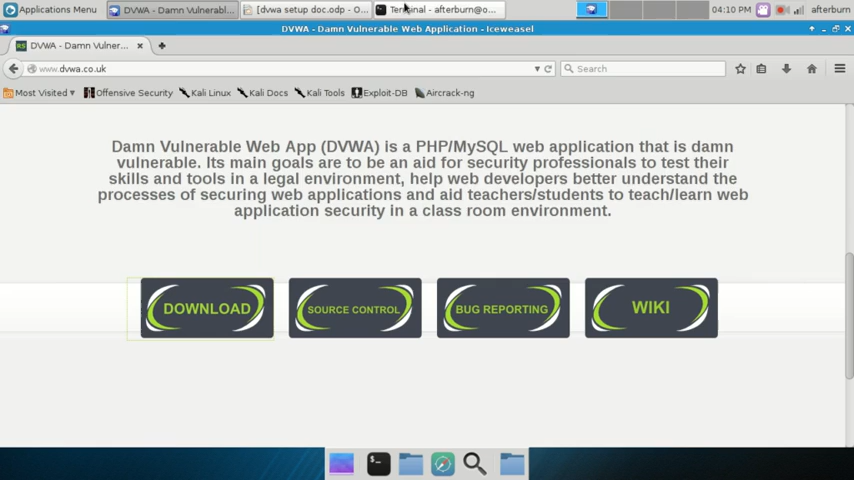 Applications Menu
DVWA - Damn Vulnerabl...
[dvwa setup doc.odp - O...
Terminal - afterburn@o...
04:10 PM
afterburn
DVWA - Damn Vulnerable Web Application - Iceweasel
DVWA - Damn Vulner...
www.dvwa.co.uk
Search
Most Visited
Offensive Security
Kali Linux
Kali Docs
Kali Tools
Exploit-DB
Aircrack-ng
Damn Vulnerable Web App (DVWA) is a PHP/MySQL web application that is damn
vulnerable. Its main goals are to be an aid for security professionals to test their
skills and tools in a legal environment, help web developers better understand the
processes of securing web applications and aid teachers/students to teach/learn web
application security in a class room environment.
DOWNLOAD
SOURCE CONTROL
BUG REPORTING
WIKI